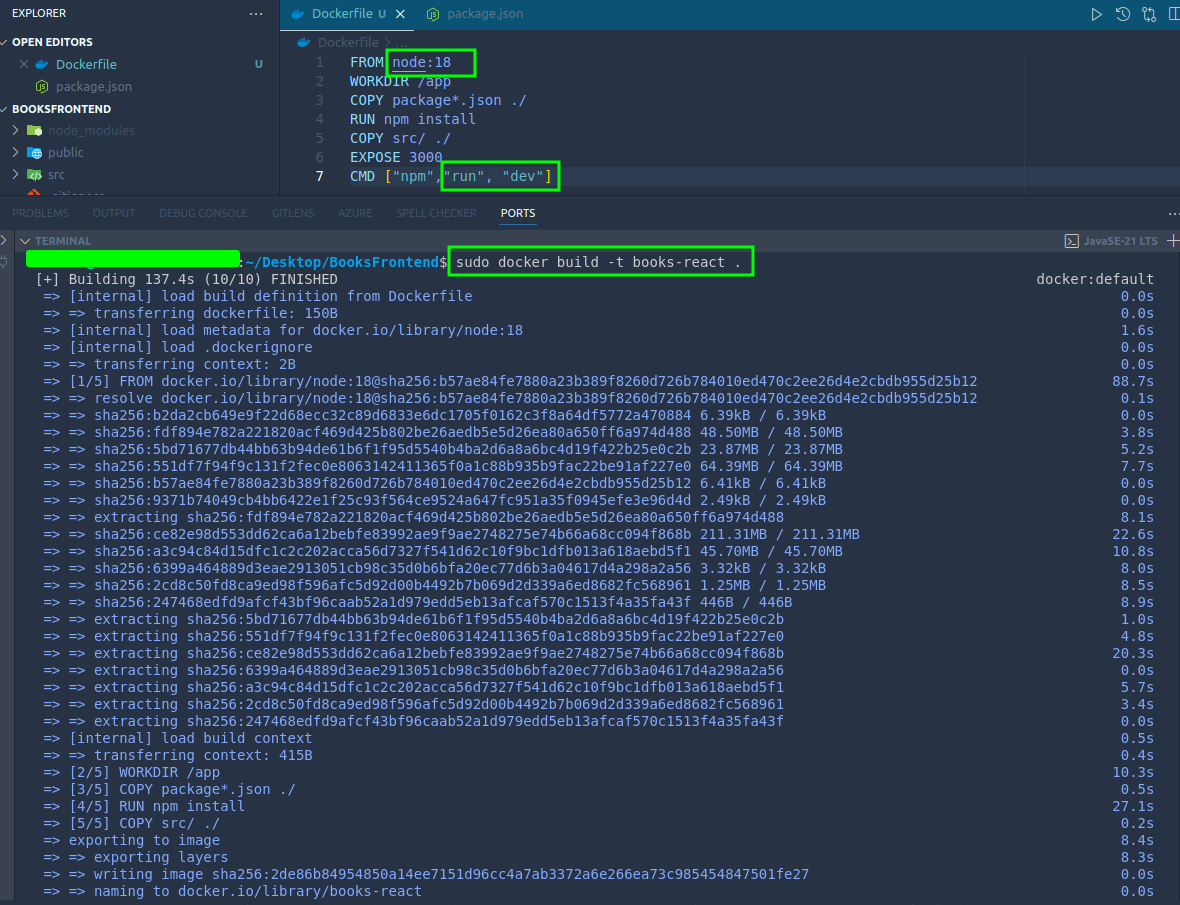 EXPLORER
OPEN EDITORS
Dockerfile U
package.json
BOOKSFRONTEND
node_modules
public
src
Dockerfile U
package.json
Dockerfile > ...
1 FROM node:18
2 WORKDIR /app
3 COPY package*.json ./
4 RUN npm install
5 COPY src/ ./
6 EXPOSE 3000
7 CMD ["npm","run", "dev"]
PROBLEMS OUTPUT DEBUG CONSOLE GITLENS AZURE SPELL CHECKER PORTS
TERMINAL JavaSE-21 LTS
:~/Desktop/BooksFrontend$ sudo docker build -t books-react .
[+] Building 137.4s (10/10) FINISHED docker:default
=> [internal] load build definition from Dockerfile 0.0s
=> => transferring dockerfile: 150B 0.0s
=> [internal] load metadata for docker.io/library/node:18 1.6s
=> [internal] load .dockerignore 0.0s
=> => transferring context: 2B 0.0s
=> [1/5] FROM docker.io/library/node:18@sha256:b57ae84fe7880a23b389f8260d726b784010ed470c2ee26d4e2cbdb955d25b12 88.7s
=> => resolve docker.io/library/node:18@sha256:b57ae84fe7880a23b389f8260d726b784010ed470c2ee26d4e2cbdb955d25b12 0.1s
=> => sha256:b2da2cb649e9f22d68ecc32c89d6833e6dc1705f0162c3f8a64df5772a470884 6.39kB / 6.39kB 0.0s
=> => sha256:fdf894e782a221820acf469d425b802be26aedb5e5d26ea80a650ff6a974d488 48.50MB / 48.50MB 3.8s
=> => sha256:5bd71677db44bb63b94de61b6f1f95d5540b4ba2d6a8a6bc4d19f422b25e0c2b 23.87MB / 23.87MB 5.2s
=> => sha256:551df7f94f9c131f2fec0e8063142411365f0a1c88b935b9fac22be91af227e0 64.39MB / 64.39MB 7.7s
=> => sha256:b57ae84fe7880a23b389f8260d726b784010ed470c2ee26d4e2cbdb955d25b12 6.41kB / 6.41kB 0.0s
=> => sha256:9371b74049cb4bb6422e1f25c93f564ce9524a647fc951a35f0945efe3e96d4d 2.49kB / 2.49kB 0.0s
=> => extracting sha256:fdf894e782a221820acf469d425b802be26aedb5e5d26ea80a650ff6a974d488 8.1s
=> => sha256:ce82e98d553dd62ca6a12bebfe83992ae9f9ae2748275e74b66a68cc094f868b 211.31MB / 211.31MB 22.6s
=> => sha256:a3c94c84d15dfc1c2c202acca56d7327f541d62c10f9bc1dfb013a618aebd5f1 45.70MB / 45.70MB 10.8s
=> => sha256:6399a464889d3eae2913051cb98c35d0b6bfa20ec77d6b3a04617d4a298a2a56 3.32kB / 3.32kB 8.0s
=> => sha256:2cd8c50fd8ca9ed98f596afc5d92d00b4492b7b069d2d339a6ed8682fc568961 1.25MB / 1.25MB 8.5s
=> => sha256:247468edfd9afcf43bf96caab52a1d979edd5eb13afcaf570c1513f4a35fa43f 446B / 446B 8.9s
=> => extracting sha256:5bd71677db44bb63b94de61b6f1f95d5540b4ba2d6a8a6bc4d19f422b25e0c2b 1.0s
=> => extracting sha256:551df7f94f9c131f2fec0e8063142411365f0a1c88b935b9fac22be91af227e0 4.8s
=> => extracting sha256:ce82e98d553dd62ca6a12bebfe83992ae9f9ae2748275e74b66a68cc094f868b 20.3s
=> => extracting sha256:6399a464889d3eae2913051cb98c35d0b6bfa20ec77d6b3a04617d4a298a2a56 0.0s
=> => extracting sha256:a3c94c84d15dfc1c2c202acca56d7327f541d62c10f9bc1dfb013a618aebd5f1 5.7s
=> => extracting sha256:2cd8c50fd8ca9ed98f596afc5d92d00b4492b7b069d2d339a6ed8682fc568961 3.4s
=> => extracting sha256:247468edfd9afcf43bf96caab52a1d979edd5eb13afcaf570c1513f4a35fa43f 0.0s
=> [internal] load build context 0.5s
=> => transferring context: 415B 0.4s
=> [2/5] WORKDIR /app 10.3s
=> [3/5] COPY package*.json ./ 0.5s
=> [4/5] RUN npm install 27.1s
=> [5/5] COPY src/ ./ 0.2s
=> exporting to image 8.4s
=> => exporting layers 8.3s
=> => writing image sha256:2de86b84954850a14ee7151d96cc4a7ab3372a6e266ea73c985454847501fe27 0.0s
=> => naming to docker.io/library/books-react 0.0s